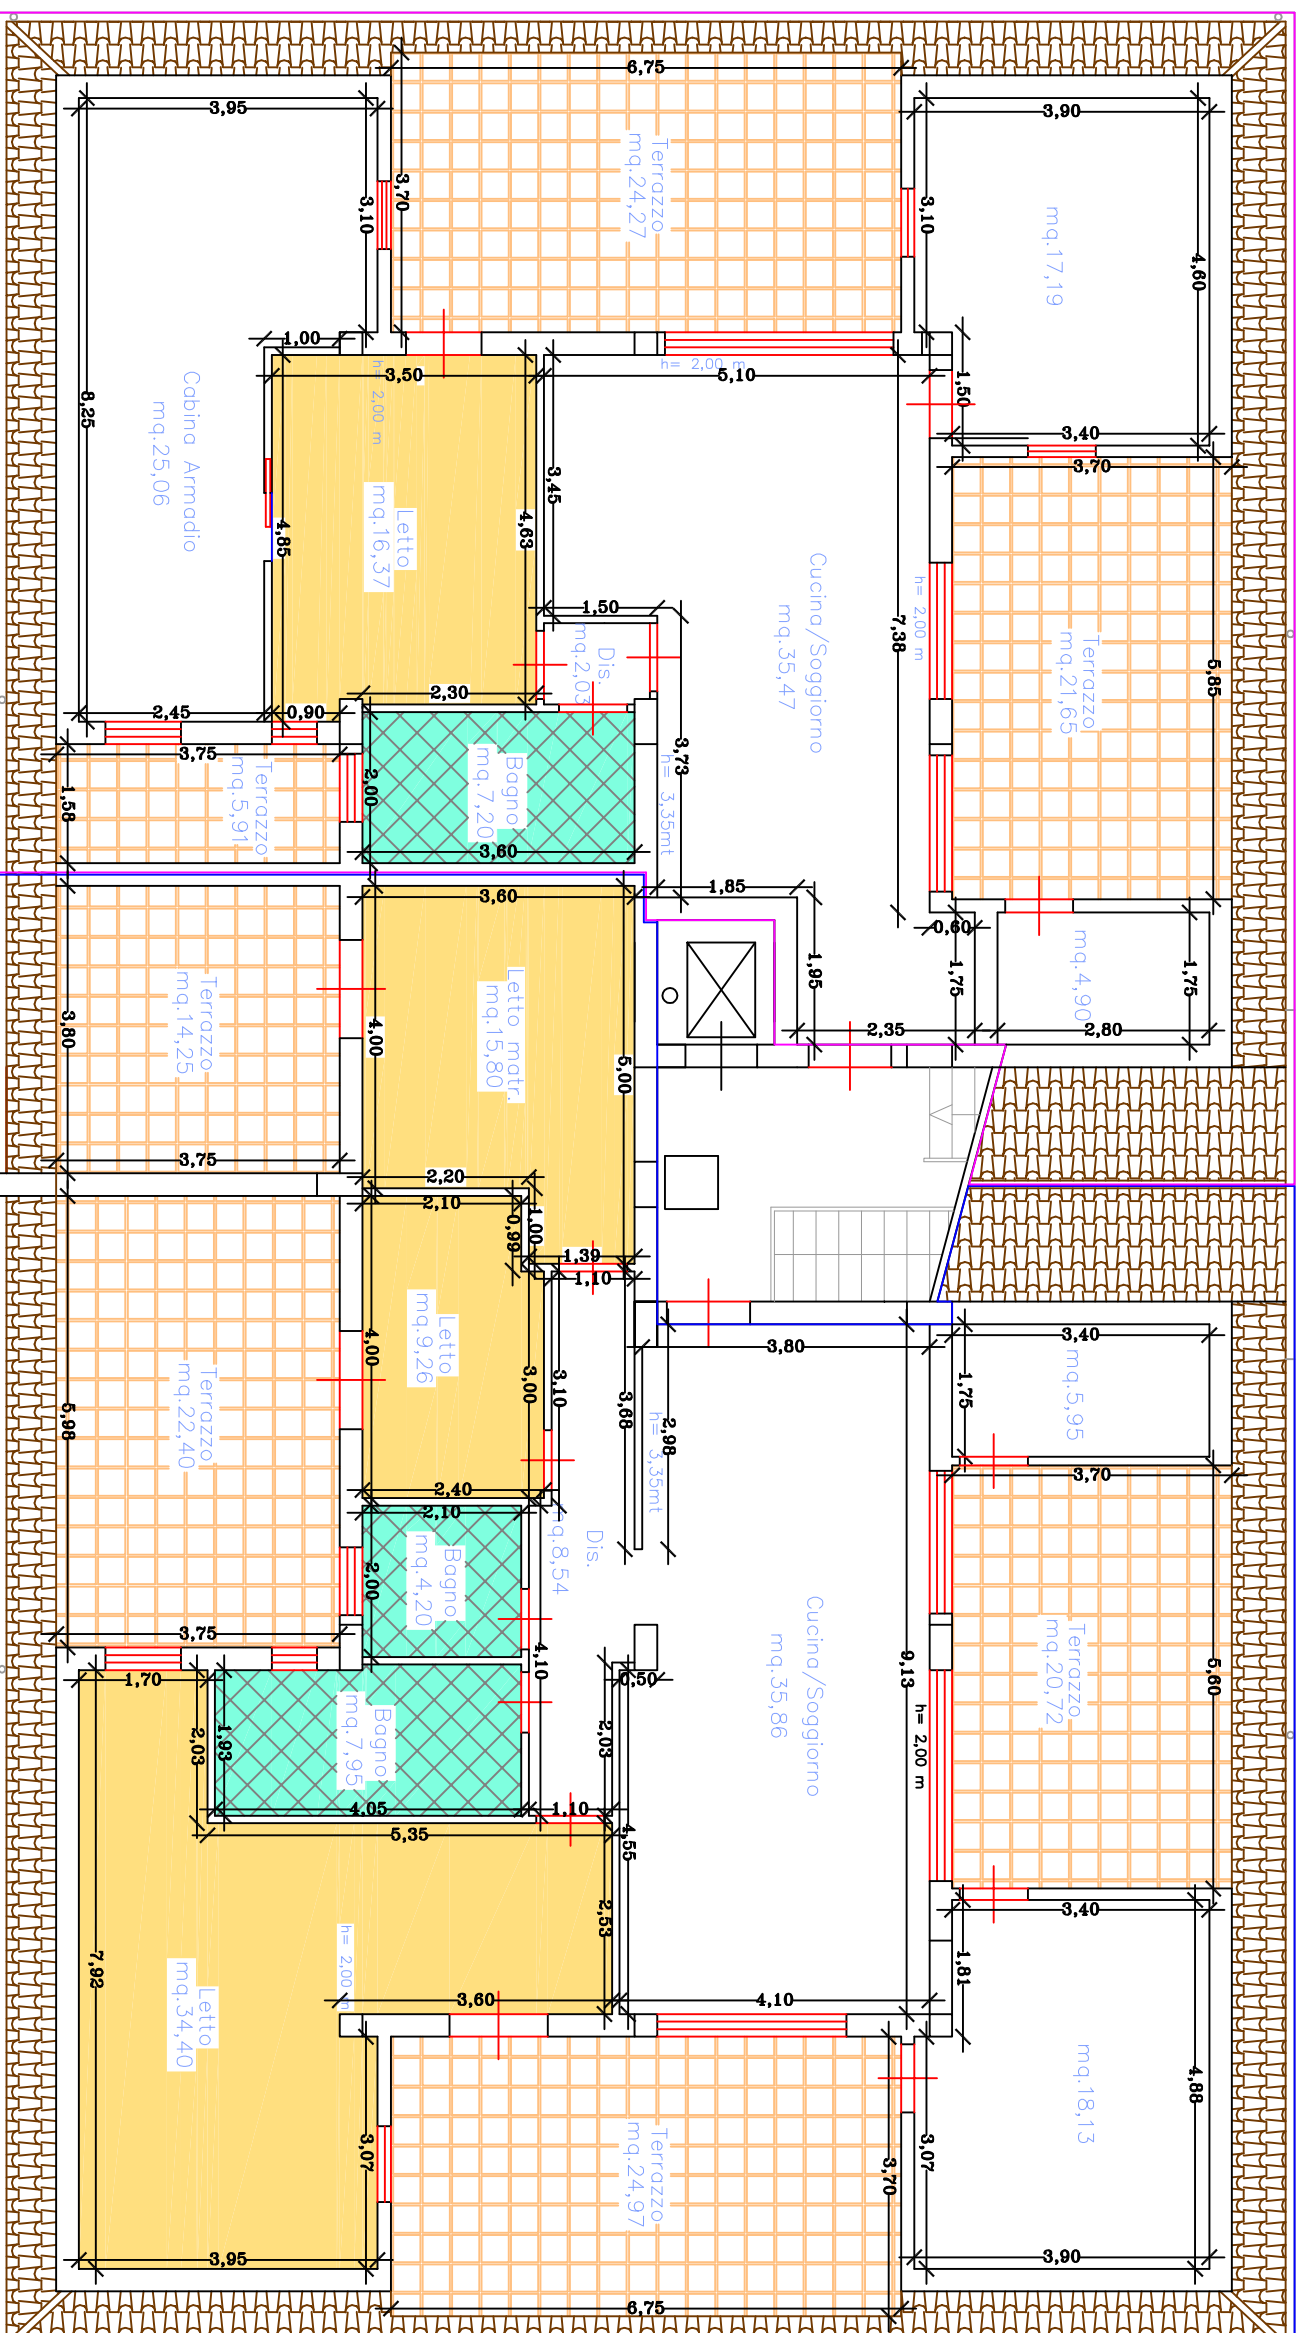 6,75
3,95
3,90
3,70
3,10
3,10
Terrazzo
mq.24,27
mq.17,19
4,60
1,00
h= 2,00 m
3,50
h= 2,00 m
5,10
1,50
3,40
3,70
8,25
Cabina Armadio
mq.25,06
4,85
Letto
mq.16,37
4,63
3,45
Cucina/Soggiorno
mq.35,47
7,38
h= 2,00 m
Terrazzo
mq.21,65
5,85
1,50
Dis.
mq.2,03
2,30
2,45
0,90
3,75
3,73
h= 3,35mt
1,58
Terrazzo
mq.5,91
2,00
Bagno
mq.7,20
3,60
3,60
1,85
0,60
1,95
1,75
mq.4,90
1,75
2,35
2,80
3,80
Terrazzo
mq.14,25
4,00
Letto matr.
mq.15,80
5,00
3,75
2,20
2,10
0,99
1,00
1,39
1,10
Letto
mq.9,26
4,00
3,00
3,10
3,68
2,98
h= 3,35mt
3,80
3,40
1,75
mq.5,95
3,70
5,98
Terrazzo
mq.22,40
2,40
2,10
Dis.
mq.8,54
2,00
Bagno
mq.4,20
4,10
3,75
1,70
0,50
Cucina/Soggiorno
mq.35,86
9,13
h= 2,00 m
Terrazzo
mq.20,72
5,60
2,03
1,93
Bagno
mq.7,95
2,03
4,05
1,10
5,35
4,55
2,53
3,40
1,81
7,92
Letto
mq.34,40
h= 2,00 m
3,60
4,10
4,88
mq.18,13
3,07
Terrazzo
mq.24,97
3,70
3,07
3,95
3,90
6,75